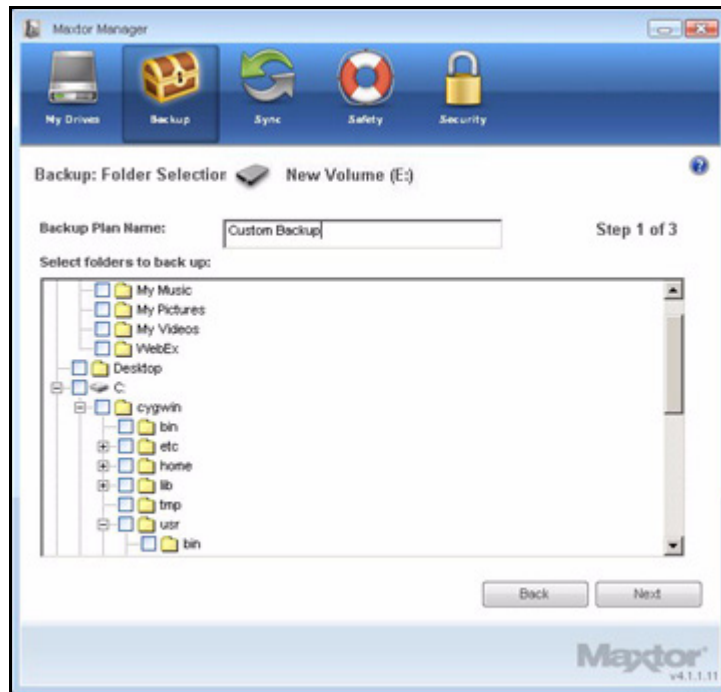 Maxtor Manager
My Drives Backup Sync Safety Security
Backup: Folder Selection New Volume (E:)
Backup Plan Name: Custom Backup Step 1 of 3
Select folders to back up:
My Music
My Pictures
My Videos
WebEx
Desktop
C:
cygwin
bin
etc
home
lib
tmp
usr
bin
Back Next
Maxtor
v4.1.1.11